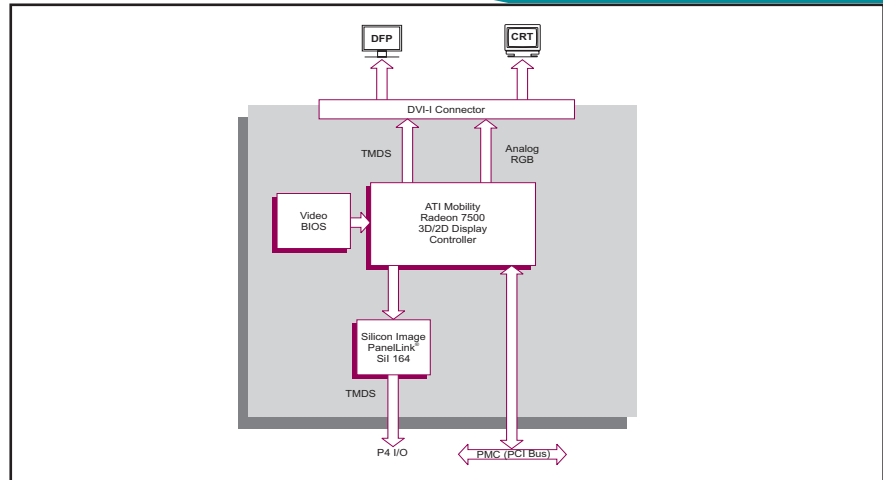 DFP
CRT
DVI-I Connector
TMDS
Analog
RGB
Video
BIOS
ATI Mobility
Radeon 7500
3D/2D Display
Controller
Silicon Image
PanelLink®
SiI 164
TMDS
P4 I/O
PMC (PCI Bus)